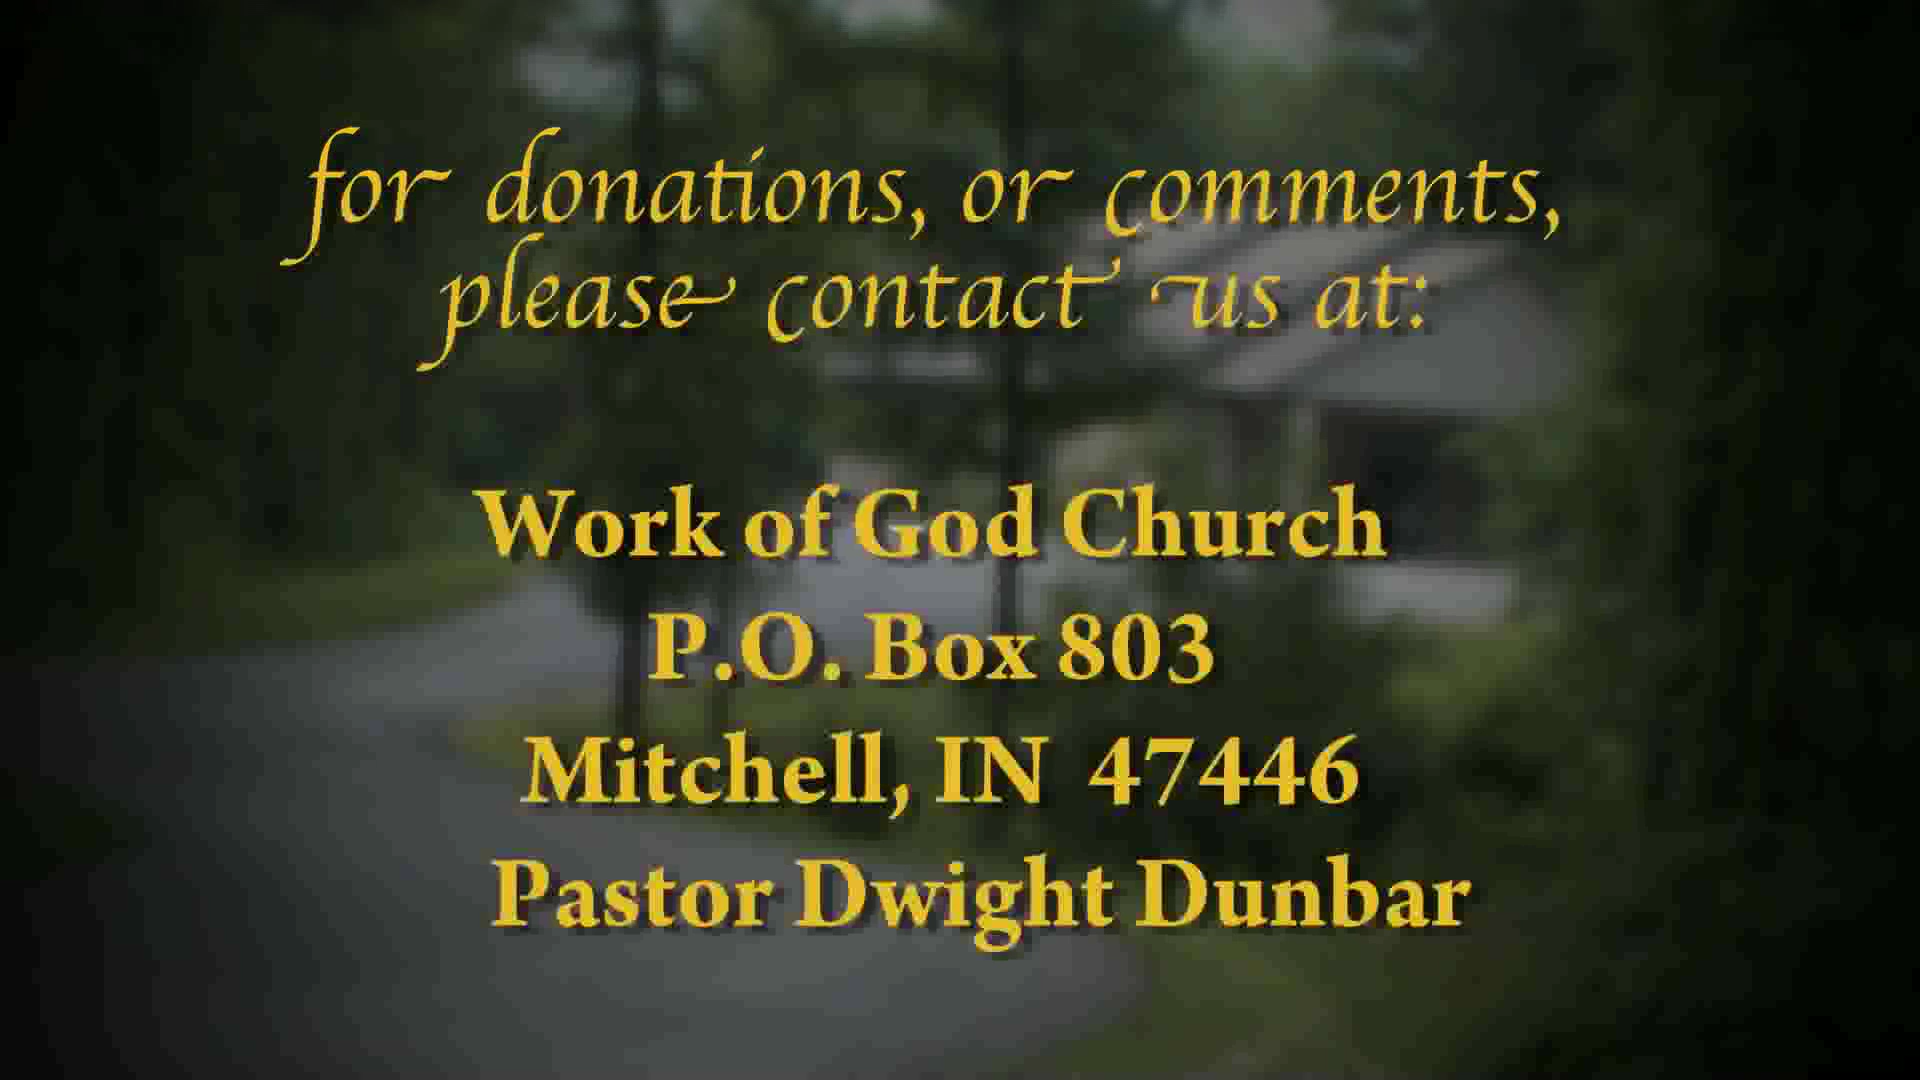 for donations, or comments,
please contact us at:
Work of God Church
P.O. Box 803
Mitchell, IN 47446
Pastor Dwight Dunbar